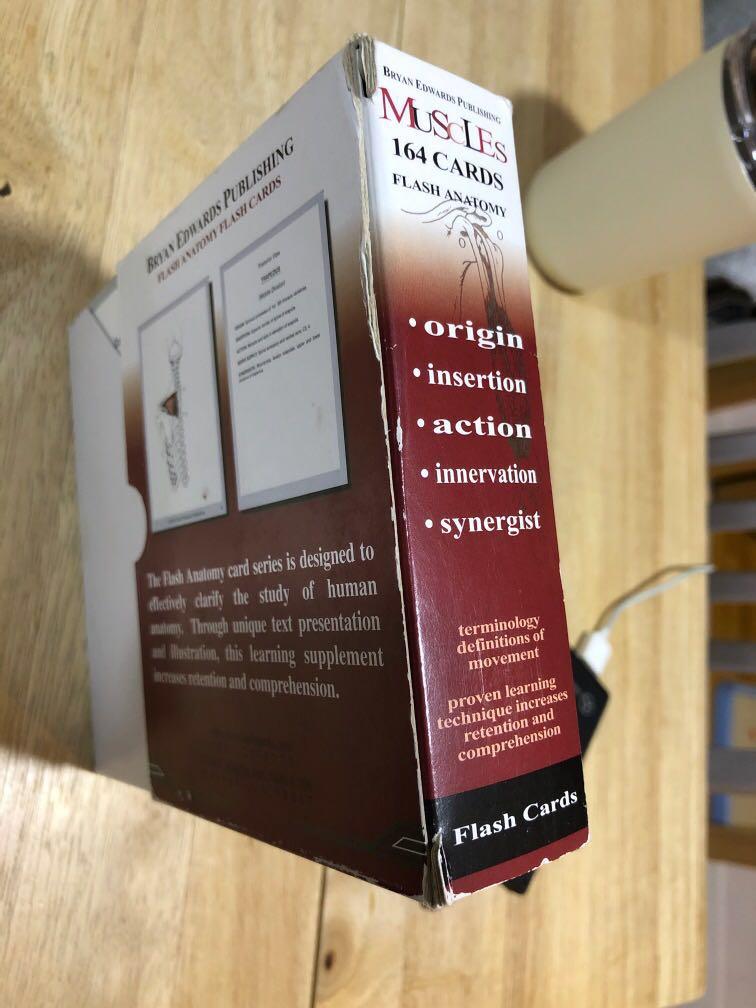 BRYAN EDWARDS PUBLISHING
FLASH ANATOMY FLASH CARDS
The Flash Anatomy card series is designed to
effectively clarify the study of human
anatomy. Through unique text presentation
and illustration, this learning supplement
increases retention and comprehension.
BRYAN EDWARDS PUBLISHING
MUSCLES
164 CARDS
FLASH ANATOMY
• origin
• insertion
• action
• innervation
• synergist
terminology
definitions of
movement
proven learning
technique increases
retention and
comprehension
Flash Cards